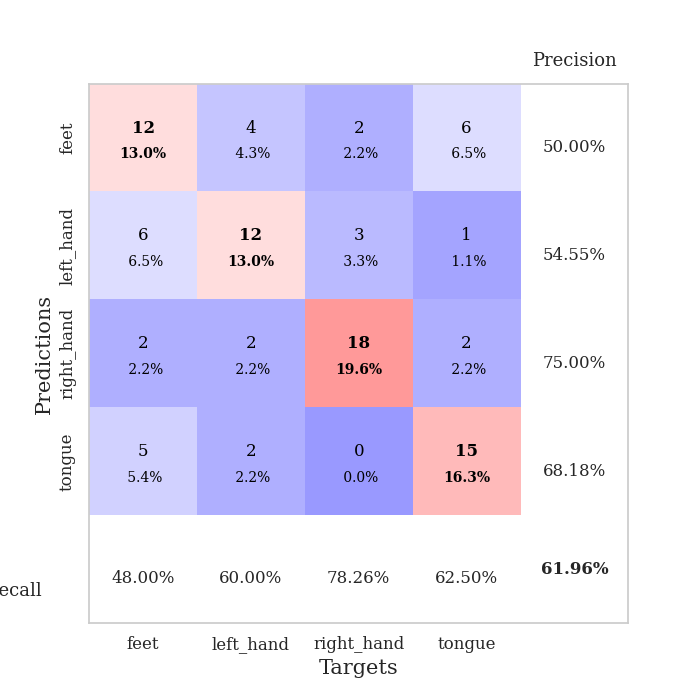 Precision
feet
12 4 2 6 50.00%
13.0% 4.3% 2.2% 6.5%
left_hand
6 12 3 1 54.55%
6.5% 13.0% 3.3% 1.1%
Predictions
right_hand
2 2 18 2 75.00%
2.2% 2.2% 19.6% 2.2%
tongue
5 2 0 15 68.18%
5.4% 2.2% 0.0% 16.3%
ecall 48.00% 60.00% 78.26% 62.50% 61.96%
feet left_hand right_hand tongue
Targets